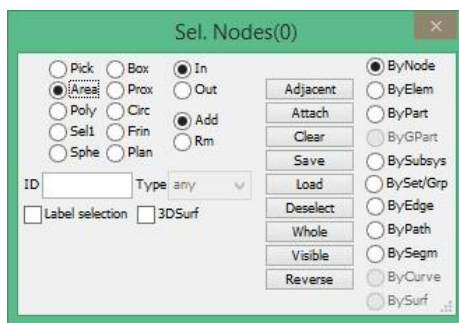 Sel. Nodes(0)
×
Pick Box In ByNode
Area Prox Out Adjacent ByElem
Poly Circ Add Attach ByPart
Sel1 Frin Rm Clear ByGPart
Sphe Plan Save BySubsys
ID Type any Load BySet/Grp
Label selection 3DSurf Deselect ByEdge
Whole ByPath
Visible BySegm
Reverse ByCurve
BySurf